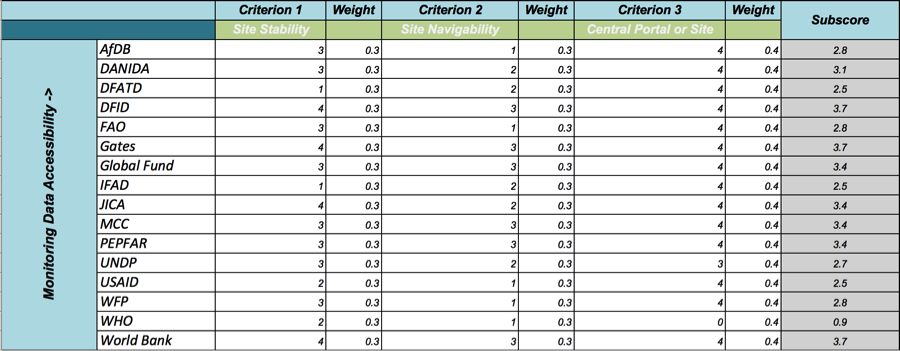 Criterion 1 Weight Criterion 2 Weight Criterion 3 Weight Subscore
Site Stability Site Navigability Central Portal or Site
Monitoring Data Accessibility ->
AfDB 3 0.3 1 0.3 4 0.4 2.8
DANIDA 3 0.3 2 0.3 4 0.4 3.1
DFATD 1 0.3 2 0.3 4 0.4 2.5
DFID 4 0.3 3 0.3 4 0.4 3.7
FAO 3 0.3 1 0.3 4 0.4 2.8
Gates 4 0.3 3 0.3 4 0.4 3.7
Global Fund 3 0.3 3 0.3 4 0.4 3.4
IFAD 1 0.3 2 0.3 4 0.4 2.5
JICA 4 0.3 2 0.3 4 0.4 3.4
MCC 3 0.3 3 0.3 4 0.4 3.4
PEPFAR 3 0.3 3 0.3 4 0.4 3.4
UNDP 3 0.3 2 0.3 3 0.4 2.7
USAID 2 0.3 1 0.3 4 0.4 2.5
WFP 3 0.3 1 0.3 4 0.4 2.8
WHO 2 0.3 1 0.3 0 0.4 0.9
World Bank 4 0.3 3 0.3 4 0.4 3.7